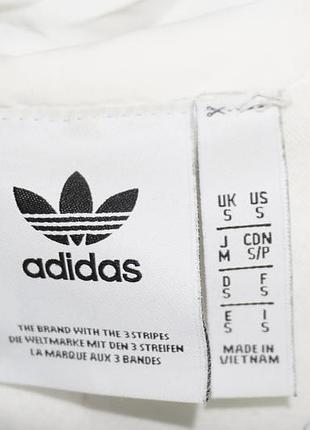 adidas
THE BRAND WITH THE 3 STRIPES
DIE WELTMARKE MIT DEN 3 STREIFEN
LA MARQUE AUX 3 BANDES
UK US
S S
J CDN
M S/P
D F
S S
E I
S S
MADE IN
VIETNAM